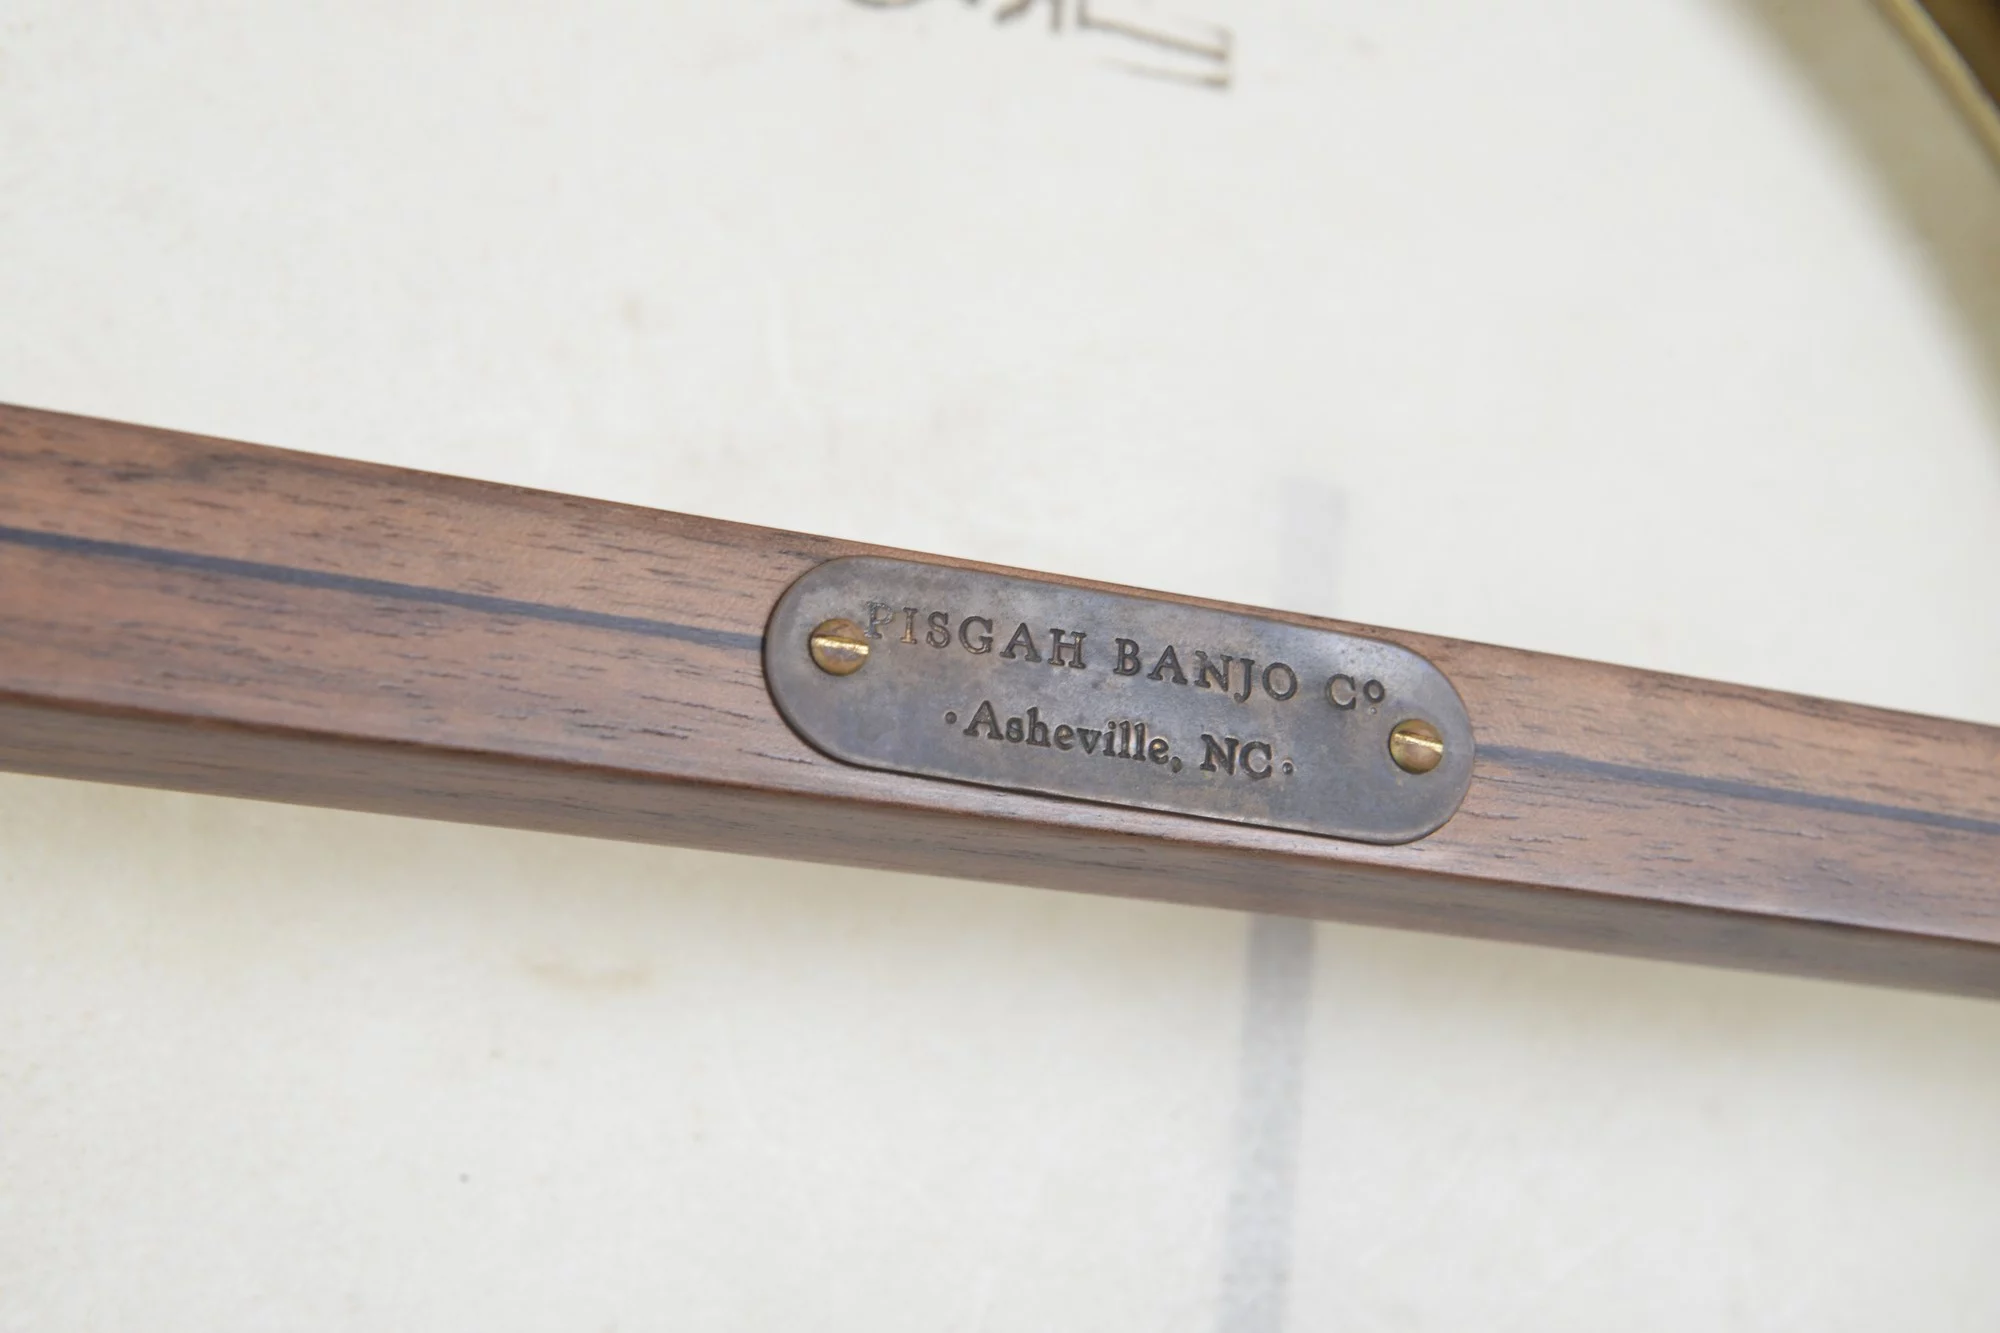 PISGAH BANJO Cº
· Asheville, NC ·